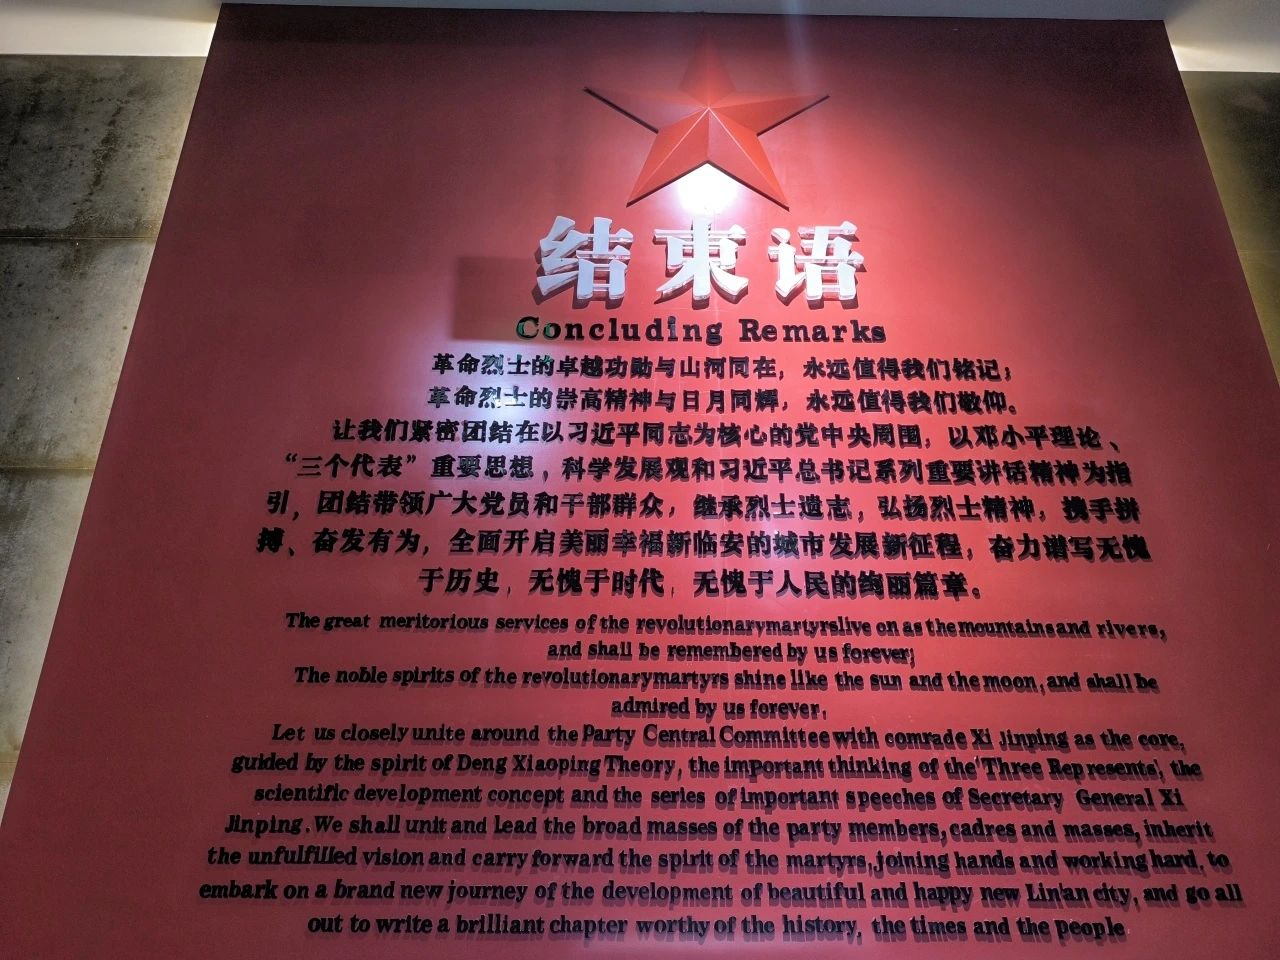 结束语
Concluding Remarks
革命烈士的卓越功勋与山河同在，永远值得我们铭记；
革命烈士的崇高精神与日月同辉，永远值得我们敬仰。
让我们紧密团结在以习近平同志为核心的党中央周围，以邓小平理论、
“三个代表”重要思想，科学发展观和习近平总书记系列重要讲话精神为指
引，团结带领广大党员和干部群众，继承烈士遗志，弘扬烈士精神，携手拼
搏、奋发有为，全面开启美丽幸福新临安的城市发展新征程，奋力谱写无愧
于历史，无愧于时代，无愧于人民的绚丽篇章。
The great meritorious services of the revolutionarymartyrslive on as the mountains and rivers,
and shall be remembered by us forever;
The noble spirits of the revolutionarymartyrs shine like the sun and the moon, and shall be
admired by us forever.
Let us closely unite around the Party Central Committee with comrade Xi Jinping as the core,
guided by the spirit of Deng Xiaoping Theory, the important thinking of the 'Three Represents', the
scientific development concept and the series of important speeches of Secretary General Xi
Jinping. We shall unit and Lead the broad masses of the party members, cadres and masses, inherit
the unfulfilled vision and carry forward the spirit of the martyrs, joining hands and working hard, to
embark on a brand new journey of the development of beautiful and happy new Lin'an city, and go all
out to write a brilliant chapter worthy of the history, the times and the people